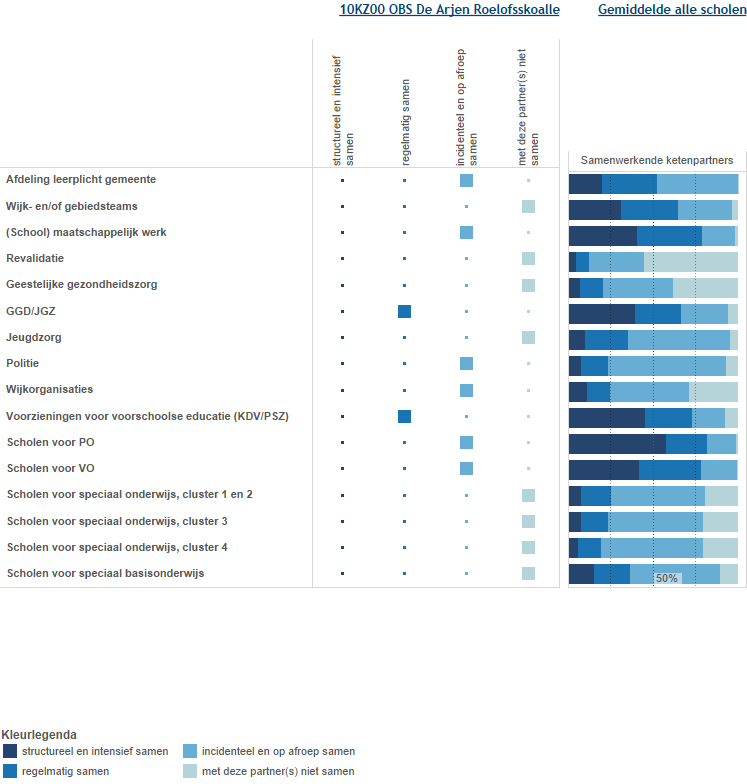 10KZ00 OBS De Arjen Roelofsskoalle
Gemiddelde alle scholen
structureel en intensief
samen
regelmatig samen
incidenteel en op afroep
samen
met deze partner(s) niet
samen
Samenwerkende ketenpartners
Afdeling leerplicht gemeente
Wijk- en/of gebiedsteams
(School) maatschappelijk werk
Revalidatie
Geestelijke gezondheidszorg
GGD/JGZ
Jeugdzorg
Politie
Wijkorganisaties
Voorzieningen voor voorschoolse educatie (KDV/PSZ)
Scholen voor PO
Scholen voor VO
Scholen voor speciaal onderwijs, cluster 1 en 2
Scholen voor speciaal onderwijs, cluster 3
Scholen voor speciaal onderwijs, cluster 4
Scholen voor speciaal basisonderwijs
50%
Kleurlegenda
structureel en intensief samen
incidenteel en op afroep samen
regelmatig samen
met deze partner(s) niet samen